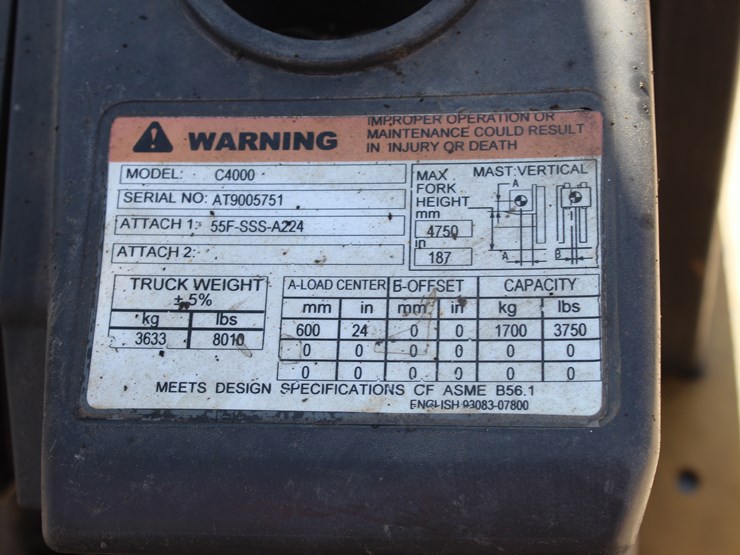 WARNING
IMPROPER OPERATION OR
MAINTENANCE COULD RESULT
IN INJURY OR DEATH
MODEL: C4000
SERIAL NO: AT9005751
ATTACH 1: 55F-SSS-A224
ATTACH 2:
MAX FORK HEIGHT
mm
4750
in
187
MAST: VERTICAL
A
A B
TRUCK WEIGHT
± 5%
kg lbs
3633 8010
A-LOAD CENTER B-OFFSET CAPACITY
mm in mm in kg lbs
600 24 0 0 1700 3750
0 0 0 0 0 0
0 0 0 0 0 0
MEETS DESIGN SPECIFICATIONS OF ASME B56.1
ENGLISH 93083-07800